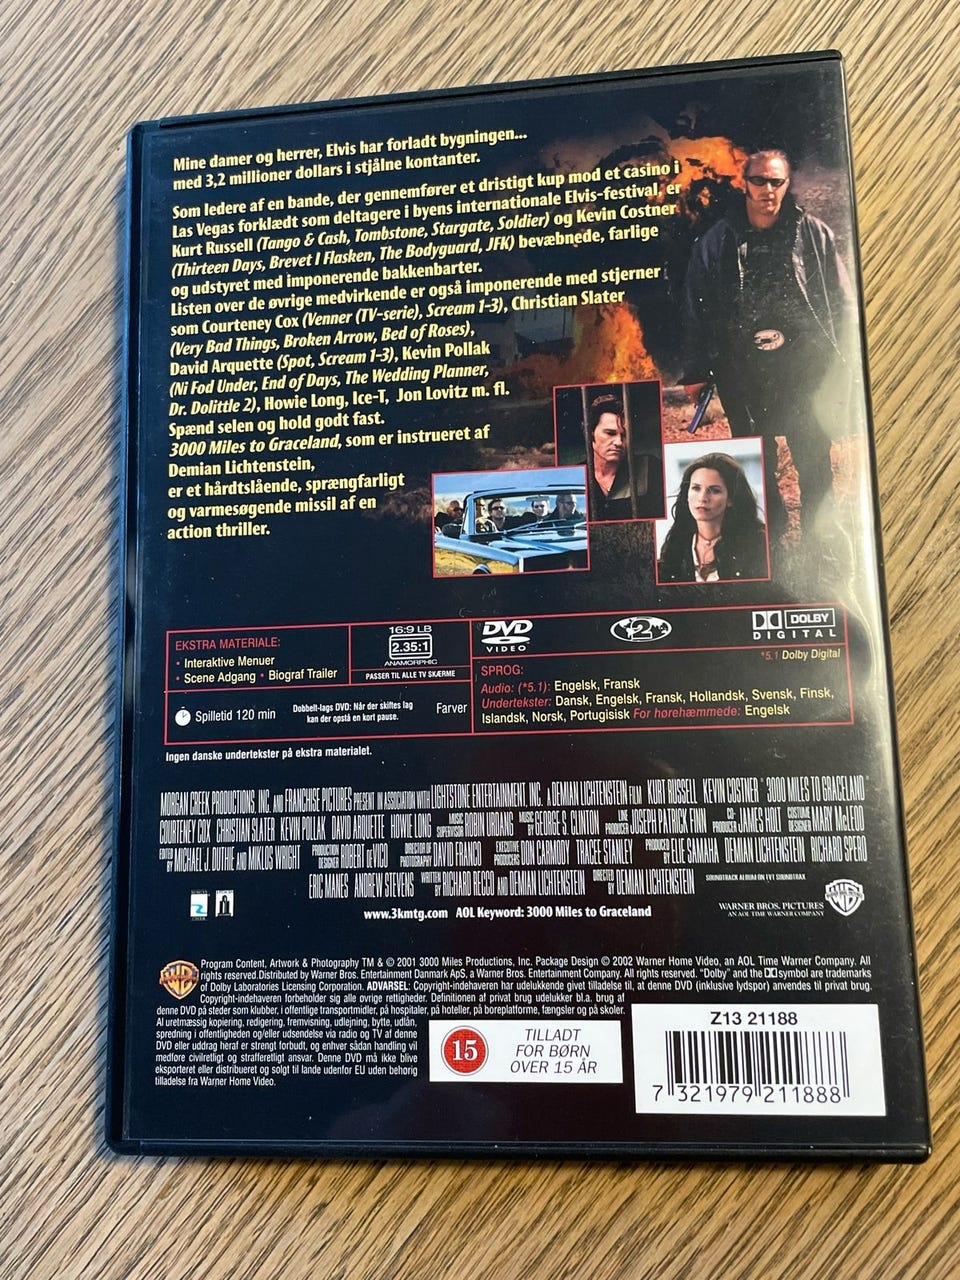 Mine damer og herrer, Elvis har forladt bygningen...
med 3,2 millioner dollars i stjålne kontanter.
Som ledere af en bande, der gennemfører et dristigt kup mod et casino i
Las Vegas forklædt som deltagere i byens internationale Elvis-festival, er
Kurt Russell (Tango & Cash, Tombstone, Stargate, Soldier) og Kevin Costner
(Thirteen Days, Brevet I Flasken, The Bodyguard, JFK) bevæbnede, farlige
og udstyret med imponerende bakkenbarter.
Listen over de øvrige medvirkende er også imponerende med stjerner
som Courteney Cox (Venner (TV-serie), Scream 1-3), Christian Slater
(Very Bad Things, Broken Arrow, Bed of Roses),
David Arquette (Spot, Scream 1-3), Kevin Pollak
(Ni Fod Under, End of Days, The Wedding Planner,
Dr. Dolittle 2), Howie Long, Ice-T, Jon Lovitz m. fl.
Spænd selen og hold godt fast.
3000 Miles to Graceland, som er instrueret af
Demian Lichtenstein,
er et hårdtslående, sprængfarligt
og varmesøgende missil af en
action thriller.
EKSTRA MATERIALE:
• Interaktive Menuer
• Scene Adgang • Biograf Trailer
16:9 LB
2.35:1
ANAMORPHIC
PASSER TIL ALLE TV SKÆRME
Spilletid 120 min
Dobbelt-lags DVD: Når der skiftes lag
kan der opstå en kort pause.
Farver
DVD
VIDEO
2
DOLBY
DIGITAL
*5.1 Dolby Digital
SPROG:
Audio: (*5.1): Engelsk, Fransk
Undertekster: Dansk, Engelsk, Fransk, Hollandsk, Svensk, Finsk,
Islandsk, Norsk, Portugisisk For hørehæmmede: Engelsk
Ingen danske undertekster på ekstra materialet.
MORGAN CREEK PRODUCTIONS, INC. AND FRANCHISE PICTURES PRESENT IN ASSOCIATION WITH LIGHTSTONE ENTERTAINMENT, INC. A DEMIAN LICHTENSTEIN FILM KURT RUSSELL KEVIN COSTNER "3000 MILES TO GRACELAND"
COURTENEY COX CHRISTIAN SLATER KEVIN POLLAK DAVID ARQUETTE HOWIE LONG MUSIC SUPERVISOR ROBIN URDANG MUSIC BY GEORGE S. CLINTON LINE PRODUCER JOSEPH PATRICK FINN CO-PRODUCER JAMES HOLT COSTUME DESIGNER MARY McLEOD
EDITED BY MICHAEL J. DUTHIE AND MIKLOS WRIGHT PRODUCTION DESIGNER ROBERT deVICO DIRECTOR OF PHOTOGRAPHY DAVID FRANCO EXECUTIVE PRODUCERS DON CARMODY TRACEE STANLEY PRODUCED BY ELIE SAMAHA DEMIAN LICHTENSTEIN RICHARD SPERO
ERIC MANES ANDREW STEVENS WRITTEN BY RICHARD RECCO AND DEMIAN LICHTENSTEIN DIRECTED BY DEMIAN LICHTENSTEIN SOUNDTRACK ALBUM ON TVT SOUNDTRAX
www.3kmtg.com AOL Keyword: 3000 Miles to Graceland
WARNER BROS. PICTURES
AN AOL TIME WARNER COMPANY
Program Content, Artwork & Photography TM & © 2001 3000 Miles Productions, Inc. Package Design © 2002 Warner Home Video, an AOL Time Warner Company. All
rights reserved.Distributed by Warner Bros. Entertainment Danmark ApS, a Warner Bros. Entertainment Company. All rights reserved. "Dolby" and the symbol are trademarks
of Dolby Laboratories Licensing Corporation. ADVARSEL: Copyright-indehaveren har udelukkende givet tilladelse til, at denne DVD (inklusive lydspor) anvendes til privat brug.
Copyright-indehaveren forbeholder sig alle øvrige rettigheder. Definitionen af privat brug udelukker bl.a. brug af
denne DVD på steder som klubber, i offentlige transportmidler, på hospitaler, på hoteller, på boreplatforme, fængsler og på skoler.
Al uretmæssig kopiering, redigering, fremvisning, udlejning, bytte, udlån,
spredning i offentligheden og/eller udsendelse via radio og TV af denne
DVD eller uddrag heraf er strengt forbudt, og enhver sådan handling vil
medføre civilretligt og strafferetligt ansvar. Denne DVD må ikke blive
eksporteret eller distribueret og solgt til lande udenfor EU uden behørig
tilladelse fra Warner Home Video.
15
TILLADT
FOR BØRN
OVER 15 ÅR
Z13 21188
7 321979 211888